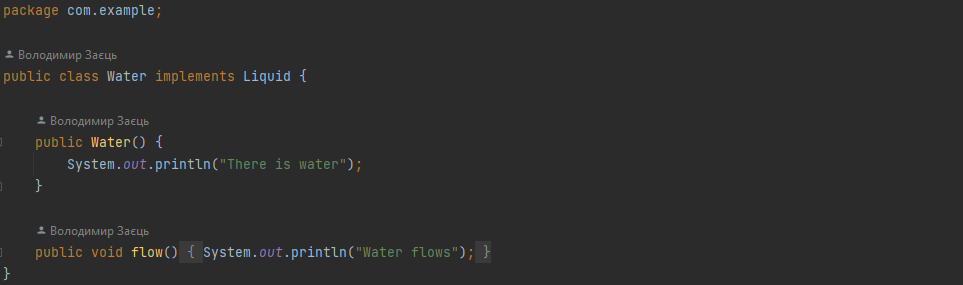 package com.example;
Володимир Заєць
public class Water implements Liquid {
Володимир Заєць
public Water() {
System.out.println("There is water");
}
Володимир Заєць
public void flow() { System.out.println("Water flows"); }
}